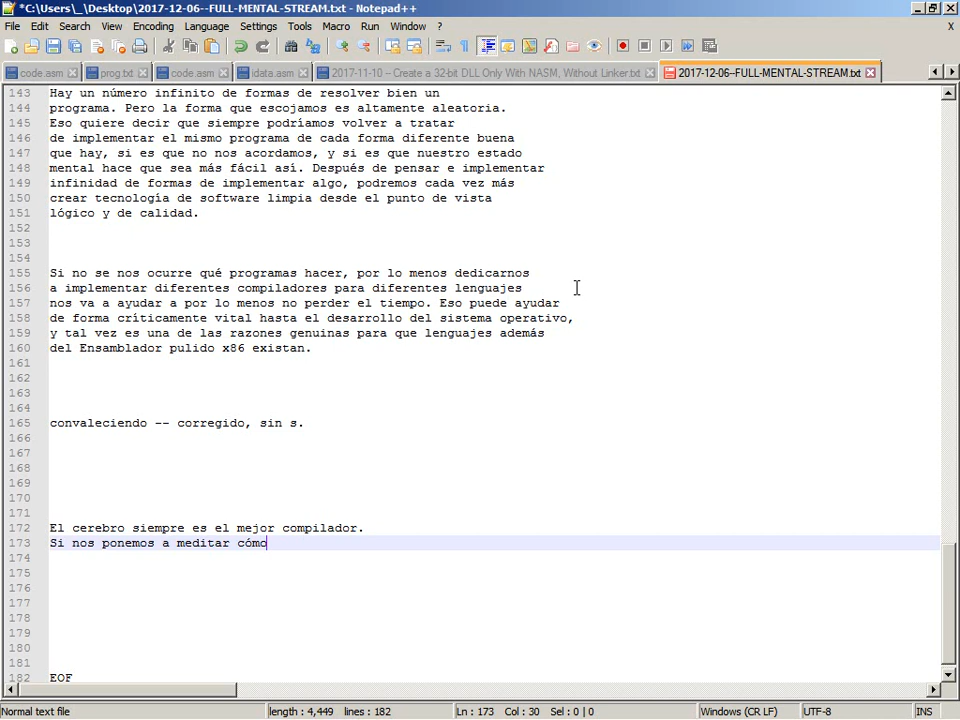 *C:\Users\_\Desktop\2017-12-06--FULL-MENTAL-STREAM.txt - Notepad++
File Edit Search View Encoding Language Settings Tools Macro Run Window ?
X
code.asm prog.txt code.asm idata.asm 2017-11-10 -- Create a 32-bit DLL Only With NASM, Without Linker.txt 2017-12-06--FULL-MENTAL-STREAM.txt
143 Hay un número infinito de formas de resolver bien un
144 programa. Pero la forma que escojamos es altamente aleatoria.
145 Eso quiere decir que siempre podríamos volver a tratar
146 de implementar el mismo programa de cada forma diferente buena
147 que hay, si es que no nos acordamos, y si es que nuestro estado
148 mental hace que sea más fácil así. Después de pensar e implementar
149 infinidad de formas de implementar algo, podremos cada vez más
150 crear tecnología de software limpia desde el punto de vista
151 lógico y de calidad.
152
153
154
155 Si no se nos ocurre qué programas hacer, por lo menos dedicarnos
156 a implementar diferentes compiladores para diferentes lenguajes
157 nos va a ayudar a por lo menos no perder el tiempo. Eso puede ayudar
158 de forma críticamente vital hasta el desarrollo del sistema operativo,
159 y tal vez es una de las razones genuinas para que lenguajes además
160 del Ensamblador pulido x86 existan.
161
162
163
164
165 convaleciendo -- corregido, sin s.
166
167
168
169
170
171
172 El cerebro siempre es el mejor compilador.
173 Si nos ponemos a meditar cómo
174
175
176
177
178
179
180
181
182 EOF
Normal text file length : 4,449 lines : 182 Ln : 173 Col : 30 Sel : 0 | 0 Windows (CR LF) UTF-8 INS